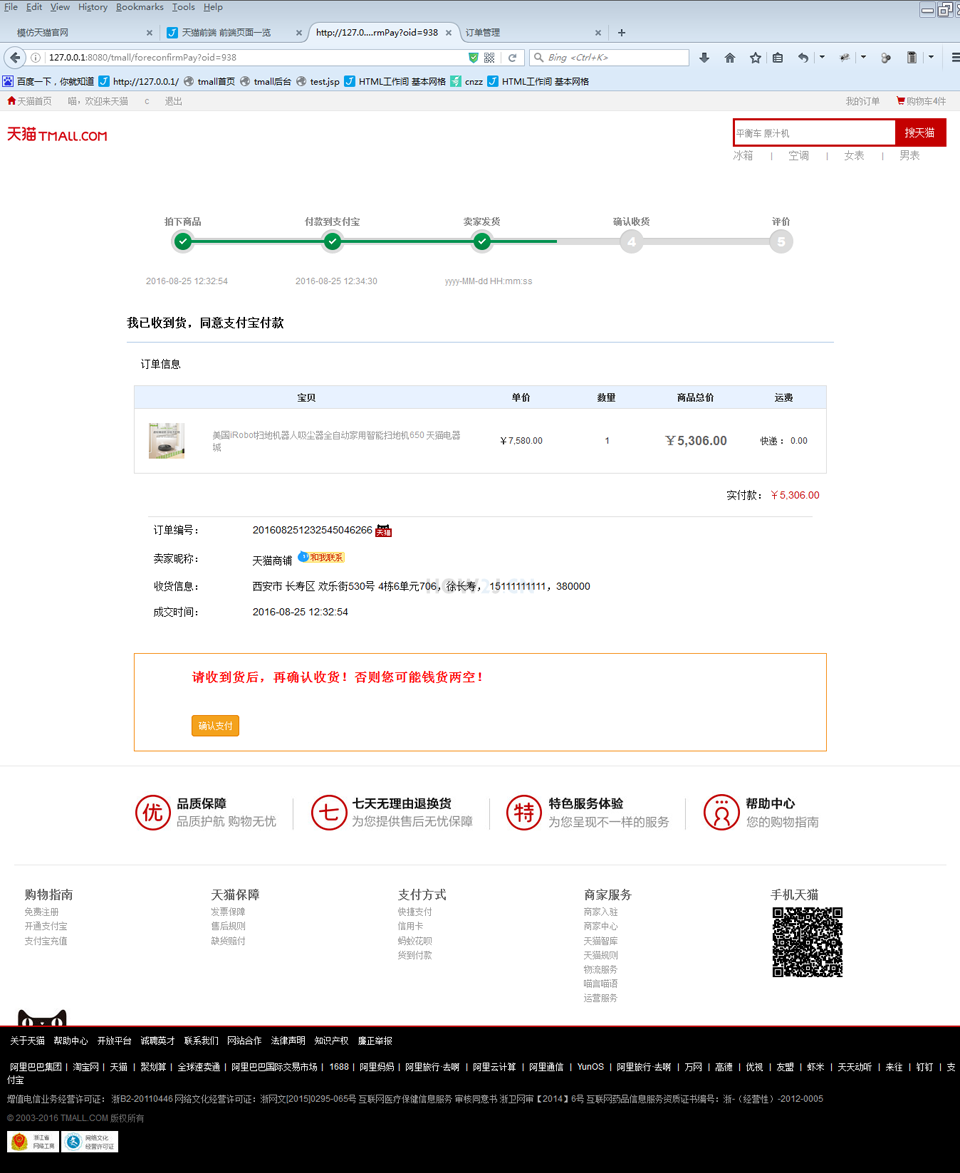 File Edit View History Bookmarks Tools Help
模仿天猫官网 × 天猫前端 前端页面一览 × http://127.0....rmPay?oid=938 × 订单管理 × +
127.0.0.1:8080/tmall/foreconfirmPay?oid=938 Bing <Ctrl+K>
百度一下，你就知道 http://127.0.0.1/ tmall首页 tmall后台 test.jsp HTML工作间 基本网格 cnzz HTML工作间 基本网格
天猫首页 喵，欢迎来天猫 c 退出 我的订单 购物车4件
天猫 TMALL.COM
平衡车 原汁机 搜天猫
冰箱 | 空调 | 女表 | 男表
拍下商品 付款到支付宝 卖家发货 确认收货 评价
4 5
2016-08-25 12:32:54 2016-08-25 12:34:30 yyyy-MM-dd HH:mm:ss
我已收到货，同意支付宝付款
订单信息
宝贝 单价 数量 商品总价 运费
美国iRobot扫地机器人吸尘器全自动家用智能扫地机650 天猫电器
城
￥7,580.00 1 ￥5,306.00 快递 : 0.00
实付款： ￥5,306.00
订单编号： 201608251232545046266 天猫
卖家昵称： 天猫商铺 和我联系
收货信息： 西安市 长寿区 欢乐街530号 4栋6单元706，徐长寿， 15111111111，380000
成交时间： 2016-08-25 12:32:54
请收到货后，再确认收货！否则您可能钱货两空！
确认支付
优 品质保障 七 七天无理由退换货 特 特色服务体验 帮助中心
品质护航 购物无忧 为您提供售后无忧保障 为您呈现不一样的服务 您的购物指南
购物指南 天猫保障 支付方式 商家服务 手机天猫
免费注册 发票保障 快捷支付 商家入驻
开通支付宝 售后规则 信用卡 商家中心
支付宝充值 缺货赔付 蚂蚁花呗 天猫智库
货到付款 天猫规则
物流服务
喵言喵语
运营服务
关于天猫 帮助中心 开放平台 诚聘英才 联系我们 网站合作 法律声明 知识产权 廉正举报
阿里巴巴集团| 淘宝网| 天猫 | 聚划算| 全球速卖通| 阿里巴巴国际交易市场| 1688| 阿里妈妈| 阿里旅行·去啊 | 阿里云计算 | 阿里通信 | YunOS | 阿里旅行·去啊 | 万网 | 高德 | 优视 | 友盟 | 虾米 | 天天动听 | 来往 | 钉钉 | 支
付宝
增值电信业务经营许可证： 浙B2-20110446 网络文化经营许可证：浙网文[2015]0295-065号 互联网医疗保健信息服务 审核同意书 浙卫网审【2014】6号 互联网药品信息服务资质证书编号：浙-（经营性）-2012-0005
© 2003-2016 TMALL.COM 版权所有
浙江省 网络文化
网络工商 经营许可证